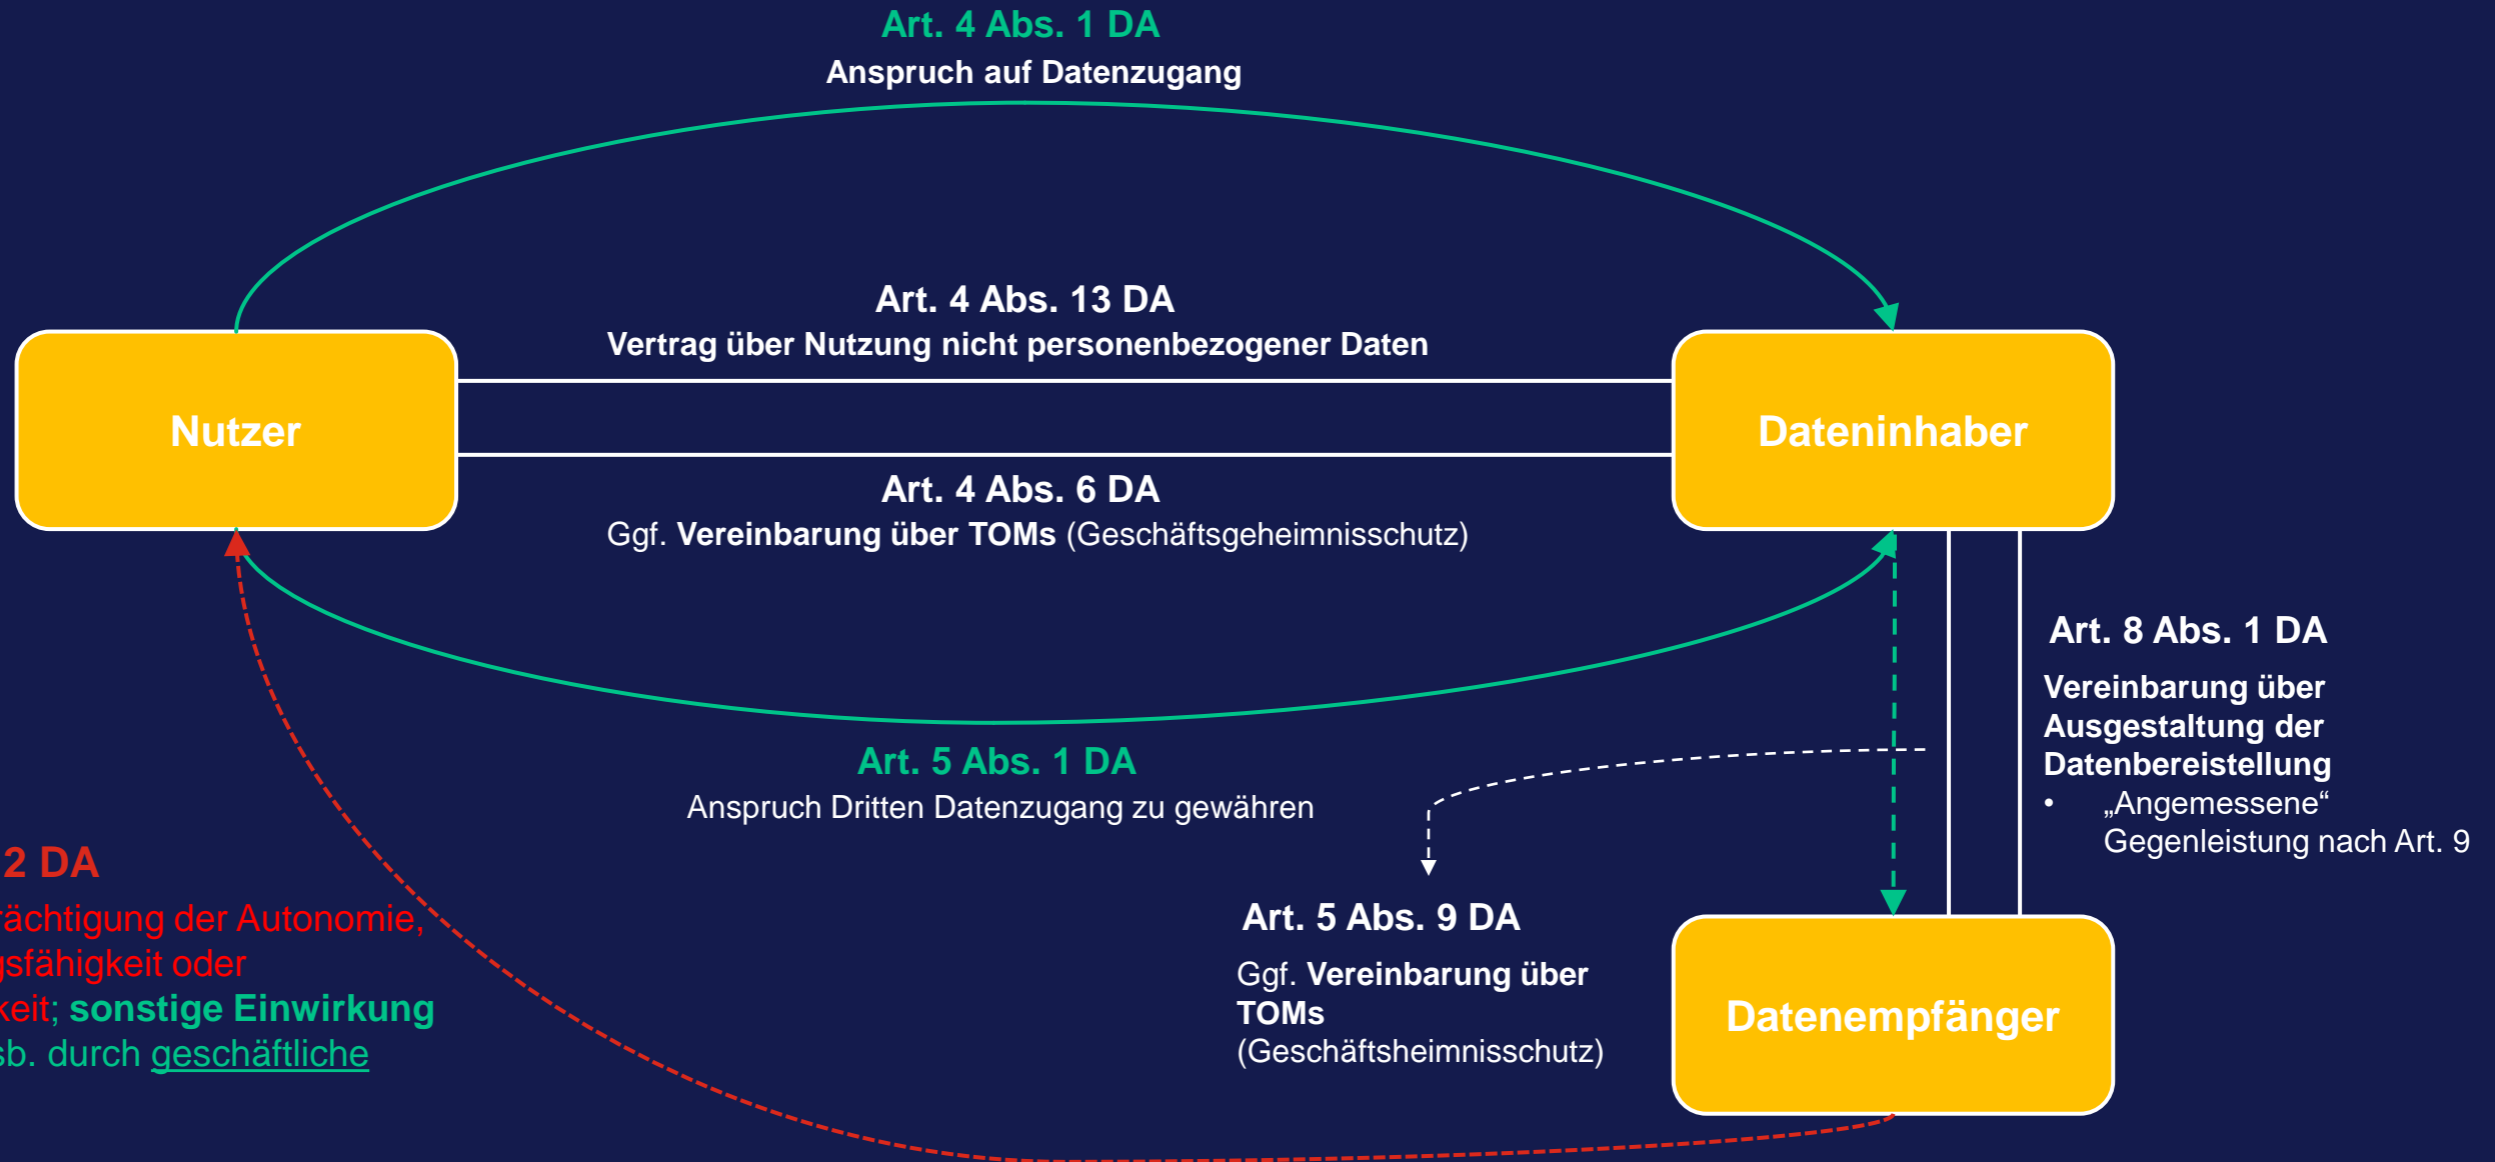 Art. 4 Abs. 1 DA
Anspruch auf Datenzugang
Art. 4 Abs. 13 DA
Vertrag über Nutzung nicht personenbezogener Daten
Nutzer
Dateninhaber
Art. 4 Abs. 6 DA
Ggf. Vereinbarung über TOMs (Geschäftsgeheimnisschutz)
Art. 8 Abs. 1 DA
Vereinbarung über
Ausgestaltung der
Datenbereistellung
• „Angemessene“
Gegenleistung nach Art. 9
Art. 5 Abs. 1 DA
Anspruch Dritten Datenzugang zu gewähren
2 DA
rächtigung der Autonomie,
gsfähigkeit oder
keit; sonstige Einwirkung
sb. durch geschäftliche
Art. 5 Abs. 9 DA
Ggf. Vereinbarung über
TOMs
(Geschäftsheimnisschutz)
Datenempfänger